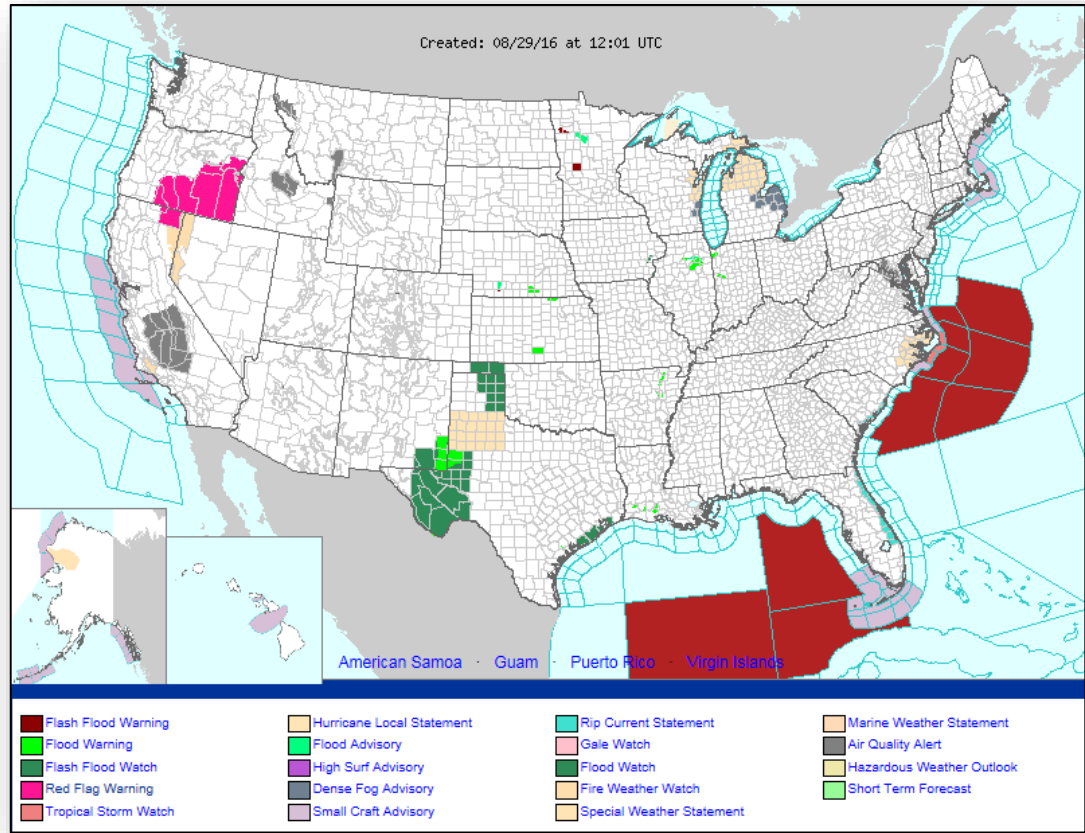 Created: 08/29/16 at 12:01 UTC
American Samoa · Guam · Puerto Rico · Virgin Islands
Flash Flood Warning Hurricane Local Statement Rip Current Statement Marine Weather Statement
Flood Warning Flood Advisory Gale Watch Air Quality Alert
Flash Flood Watch High Surf Advisory Flood Watch Hazardous Weather Outlook
Red Flag Warning Dense Fog Advisory Fire Weather Watch Short Term Forecast
Tropical Storm Watch Small Craft Advisory Special Weather Statement